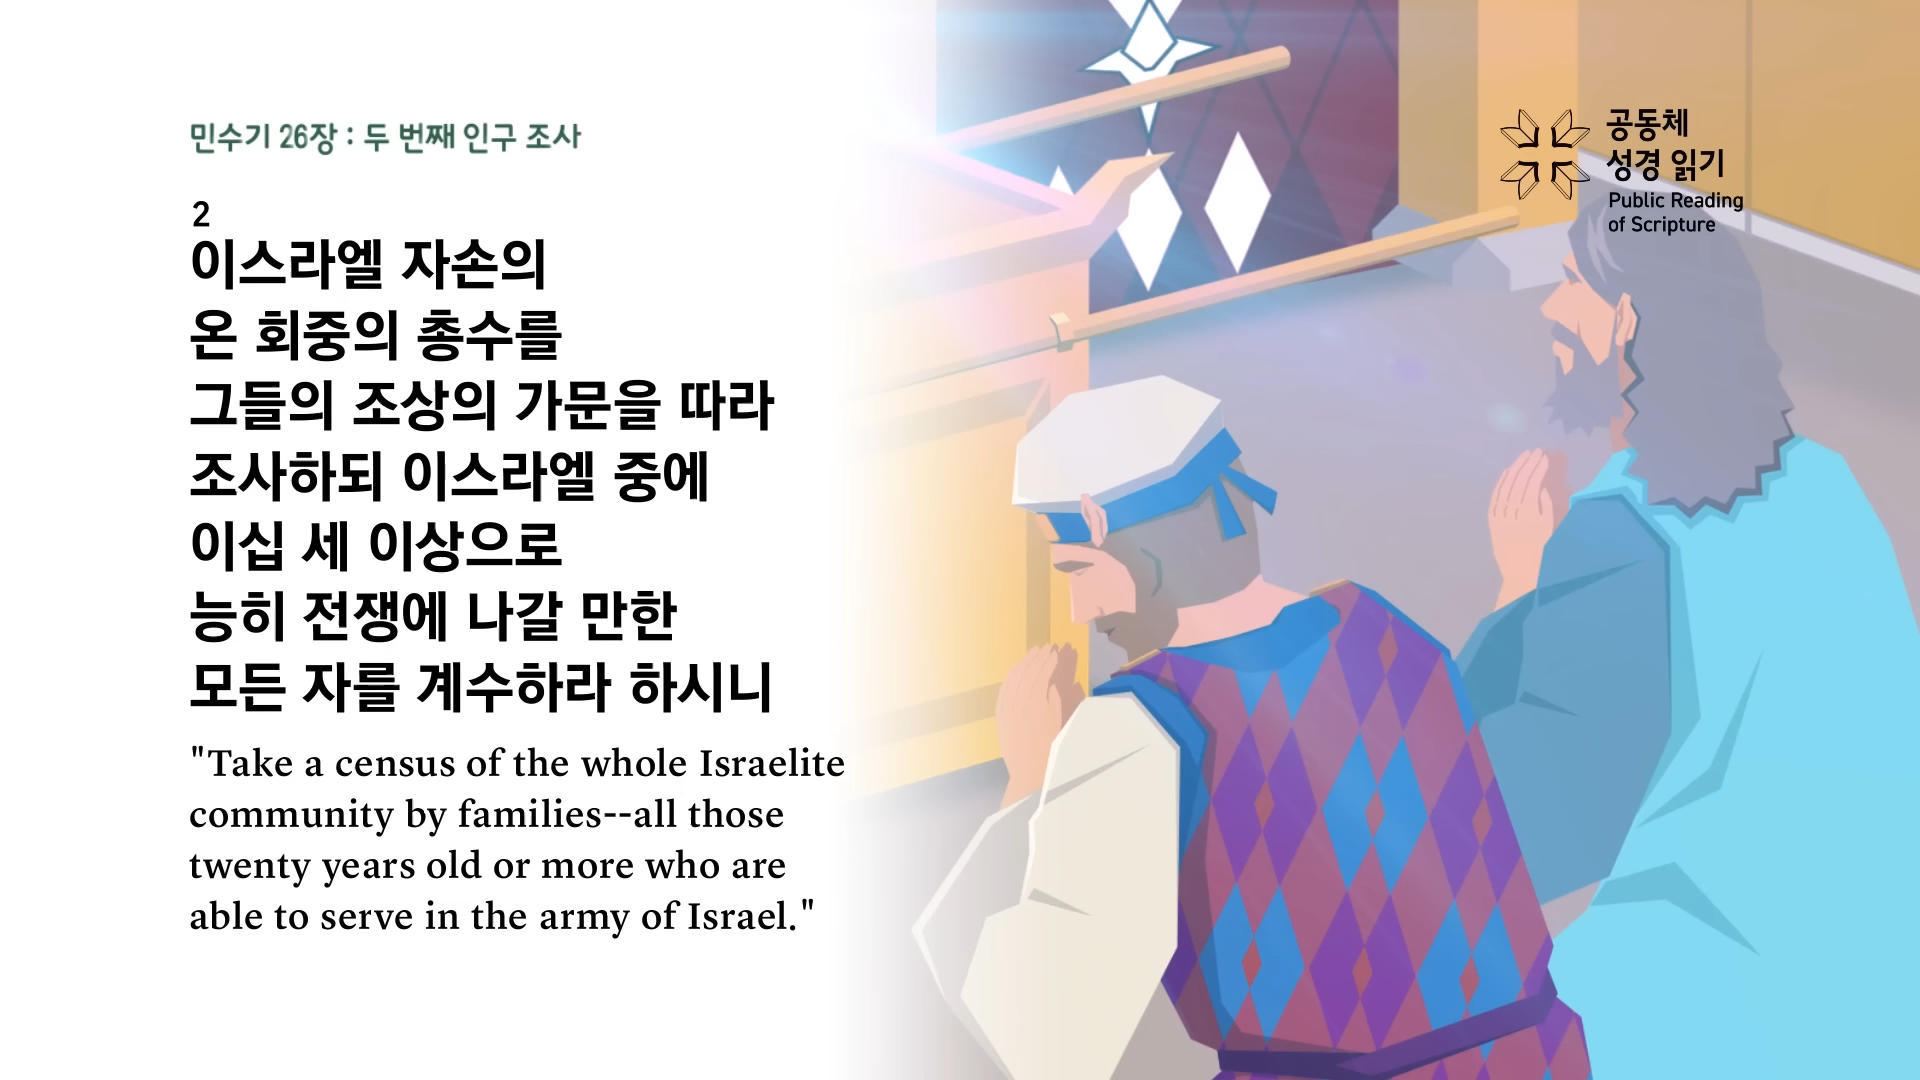 민수기 26장 : 두 번째 인구 조사
2
이스라엘 자손의
온 회중의 총수를
그들의 조상의 가문을 따라
조사하되 이스라엘 중에
이십 세 이상으로
능히 전쟁에 나갈 만한
모든 자를 계수하라 하시니
"Take a census of the whole Israelite
community by families--all those
twenty years old or more who are
able to serve in the army of Israel."
공동체
성경 읽기
Public Reading
of Scripture